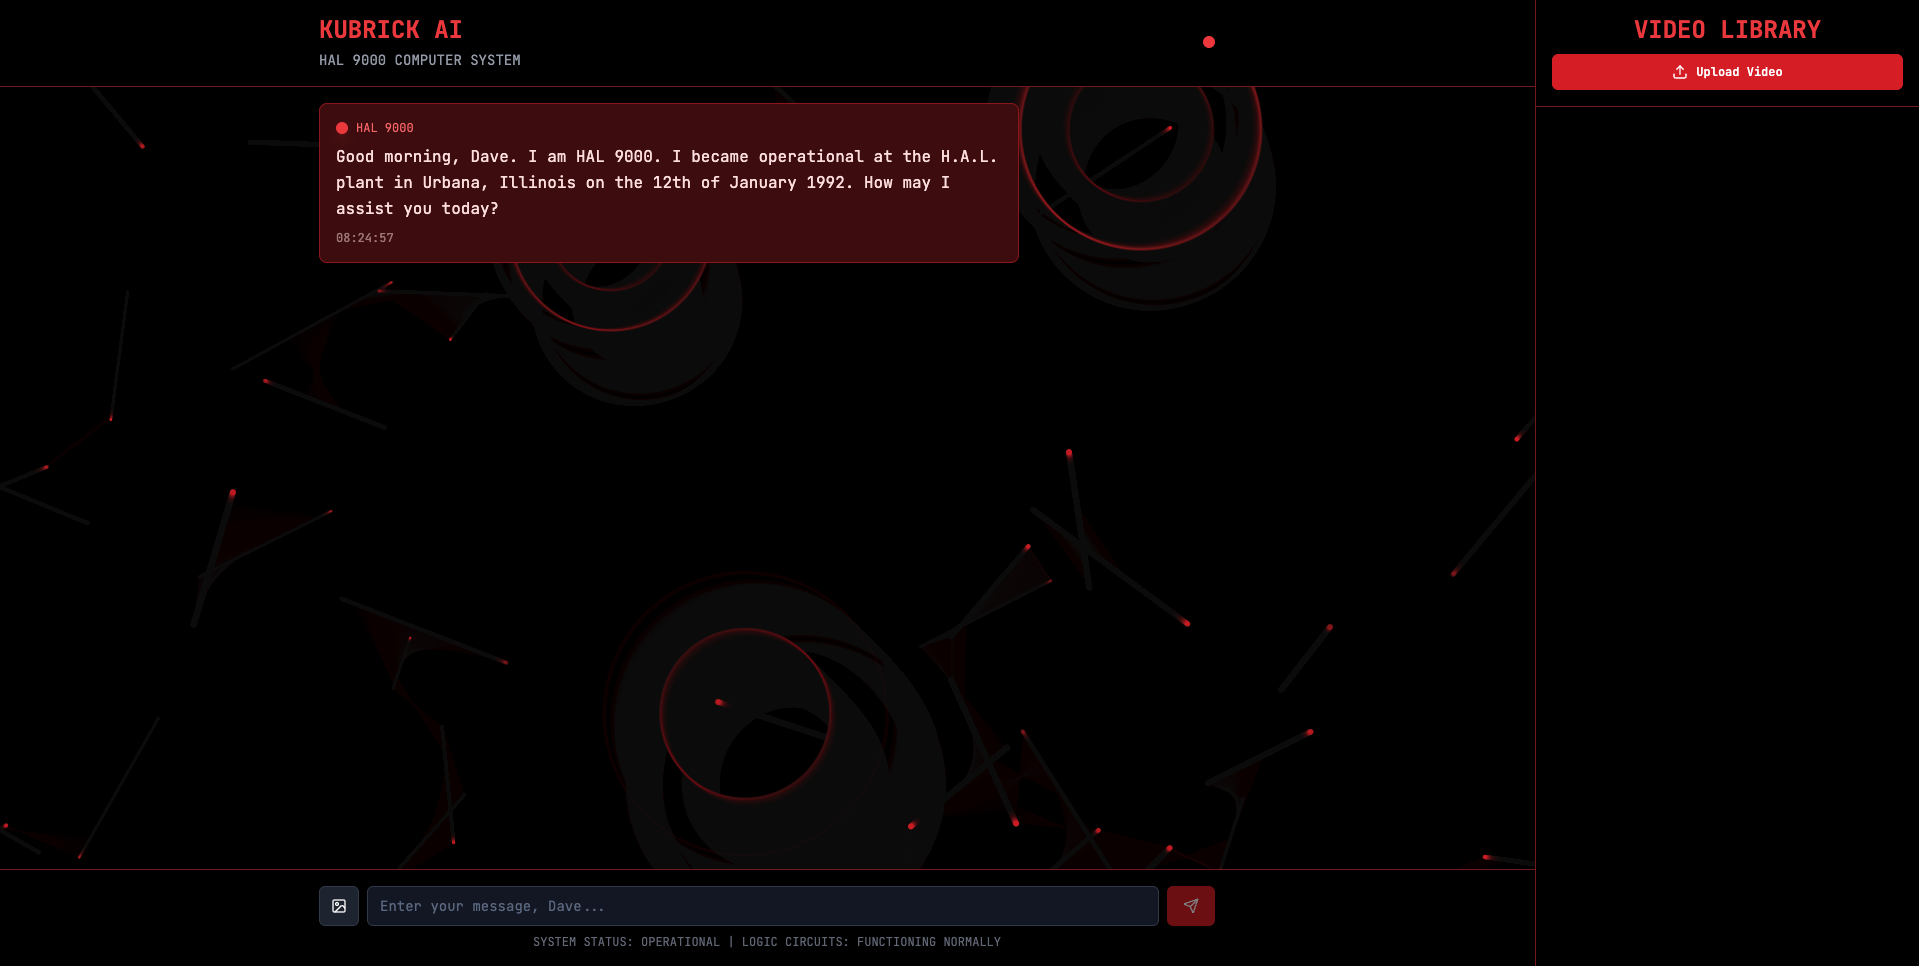 KUBRICK AI
HAL 9000 COMPUTER SYSTEM
HAL 9000
Good morning, Dave. I am HAL 9000. I became operational at the H.A.L.
plant in Urbana, Illinois on the 12th of January 1992. How may I
assist you today?
08:24:57
Enter your message, Dave...
SYSTEM STATUS: OPERATIONAL | LOGIC CIRCUITS: FUNCTIONING NORMALLY
VIDEO LIBRARY
Upload Video